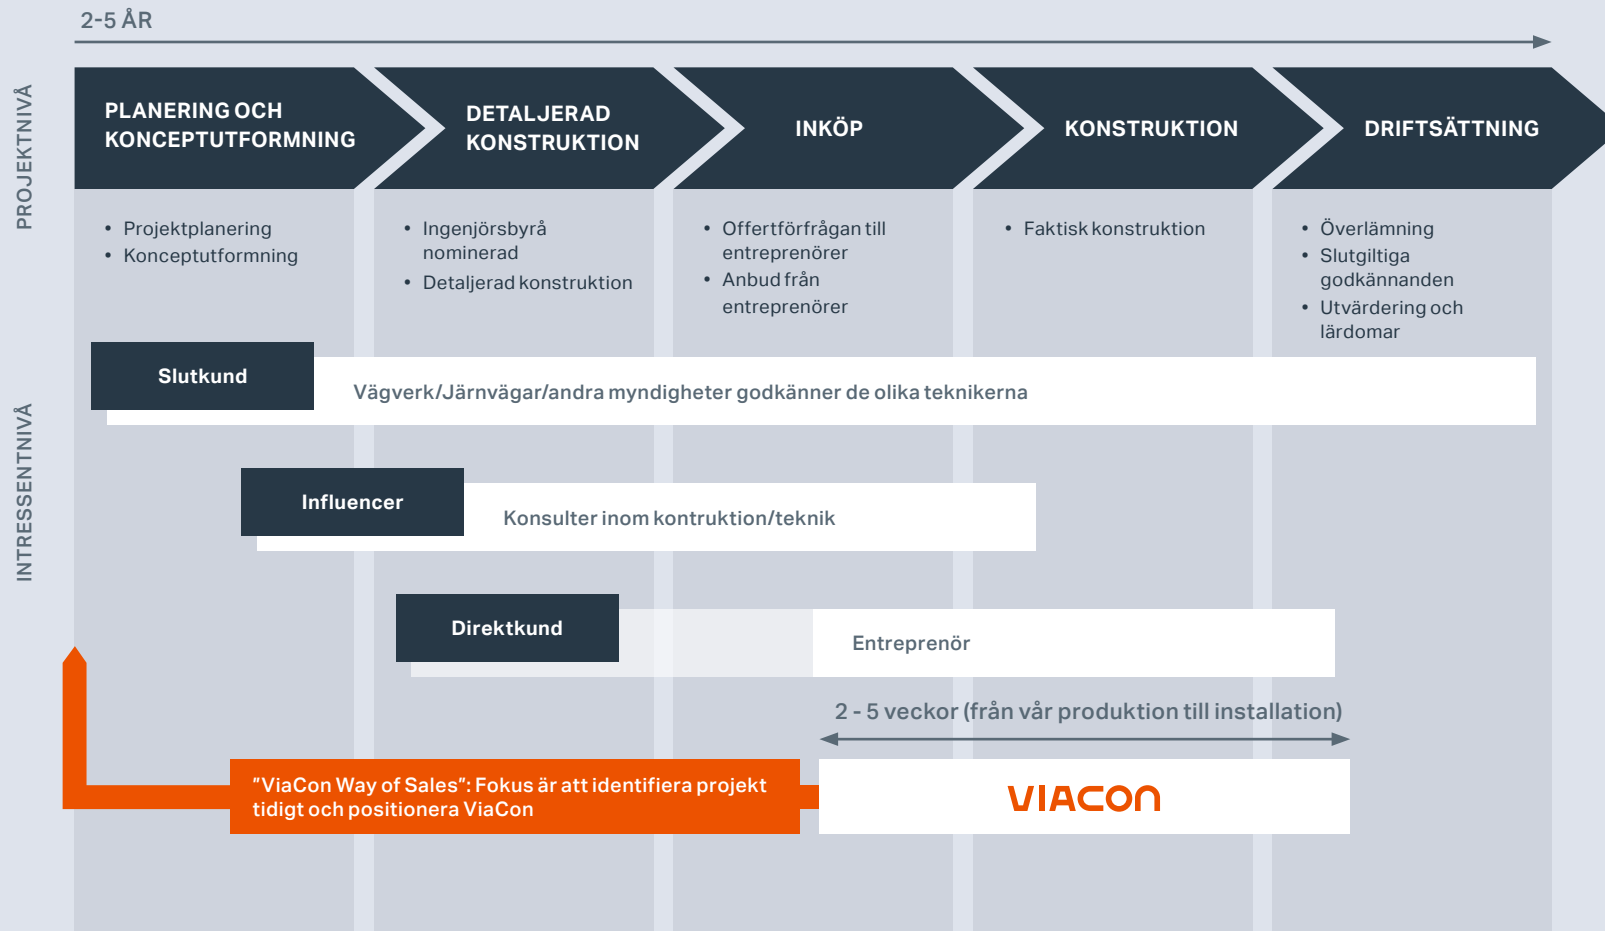 2-5 ÅR
PROJEKTNIVÅ
PLANERING OCH
KONCEPTUTFORMNING
DETALJERAD
KONSTRUKTION
INKÖP
KONSTRUKTION
DRIFTSÄTTNING
• Projektplanering
• Konceptutformning
• Ingenjörsbyrå
nominerad
• Detaljerad konstruktion
• Offertförfrågan till
entreprenörer
• Anbud från
entreprenörer
• Faktisk konstruktion
• Överlämning
• Slutgiltiga
godkännanden
• Utvärdering och
lärdomar
INTRESSENTNIVÅ
Slutkund
Vägverk/Järnvägar/andra myndigheter godkänner de olika teknikerna
Influencer
Konsulter inom kontruktion/teknik
Direktkund
Entreprenör
2 - 5 veckor (från vår produktion till installation)
"ViaCon Way of Sales": Fokus är att identifiera projekt
tidigt och positionera ViaCon
VIACON